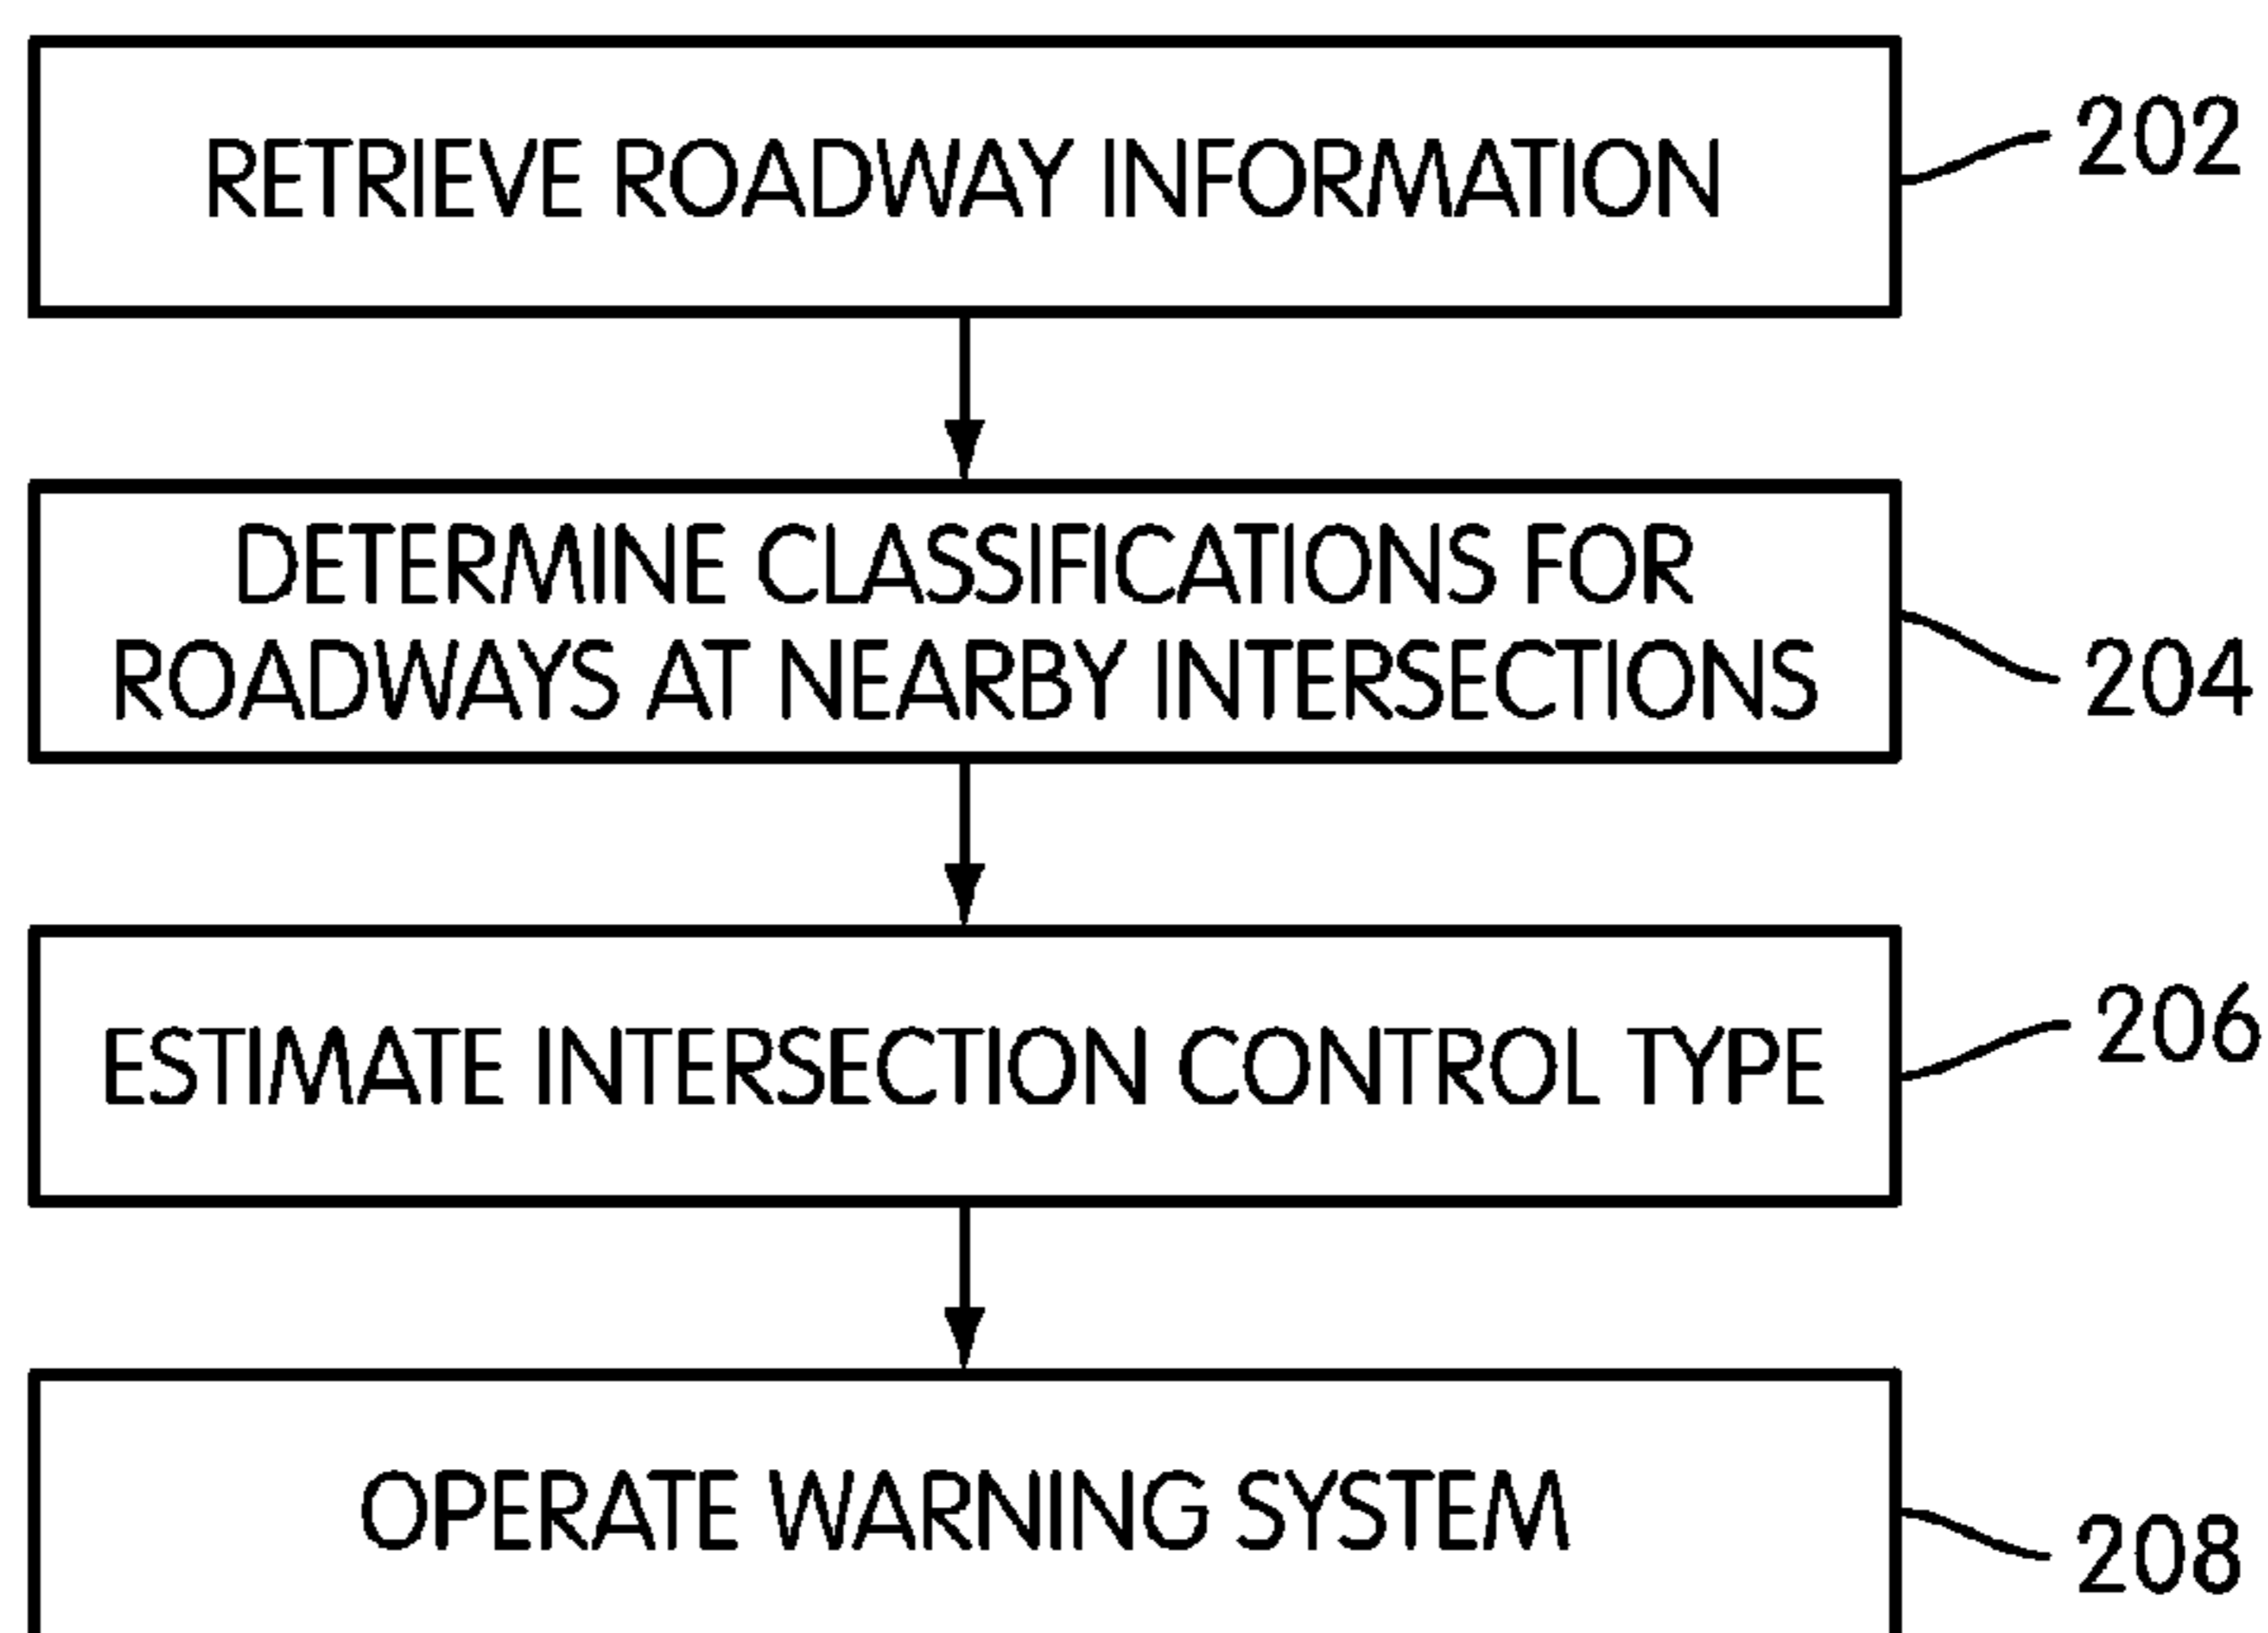 RETRIEVE ROADWAY INFORMATION
202
DETERMINE CLASSIFICATIONS FOR
ROADWAYS AT NEARBY INTERSECTIONS
204
ESTIMATE INTERSECTION CONTROL TYPE
206
OPERATE WARNING SYSTEM
208